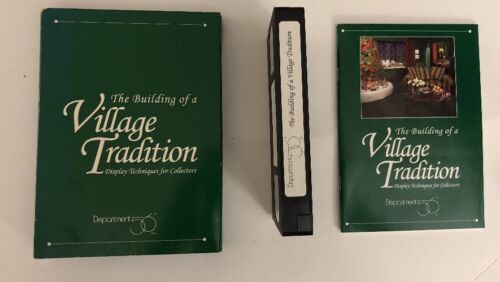 The Building of a
Village
Tradition
Display Techniques for Collectors
Department 56
The Building of a Village Tradition
Department 56
The Building of a
Village
Tradition
Display Techniques for Collectors
Department 56